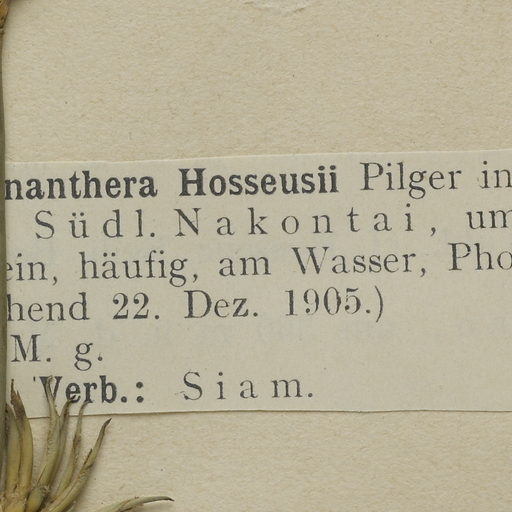 nanthera Hosseusii Pilger in
Südl. Nakontai, um
ein, häufig, am Wasser, Pho
hend 22. Dez. 1905.)
M. g.
Verb.: Siam.